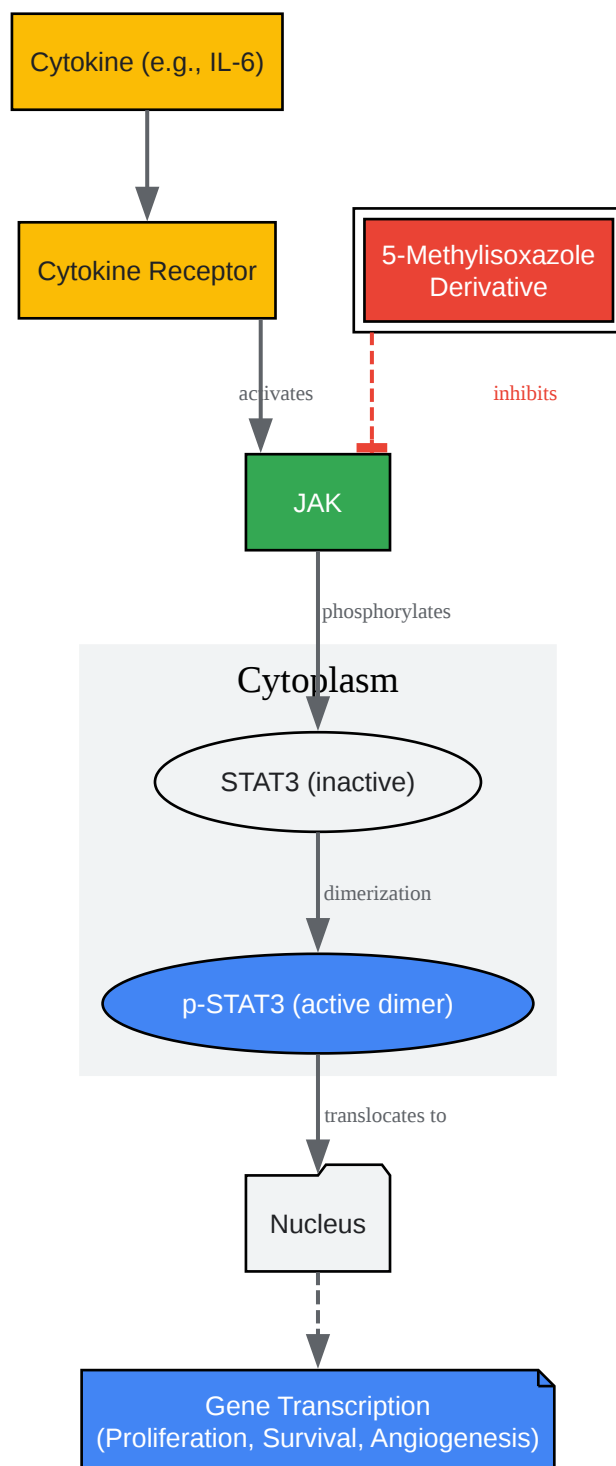 Cytokine (e.g., IL-6)
Cytokine Receptor
5-Methylisoxazole
Derivative
activates
inhibits
JAK
phosphorylates
Cytoplasm
STAT3 (inactive)
dimerization
p-STAT3 (active dimer)
translocates to
Nucleus
Gene Transcription
(Proliferation, Survival, Angiogenesis)